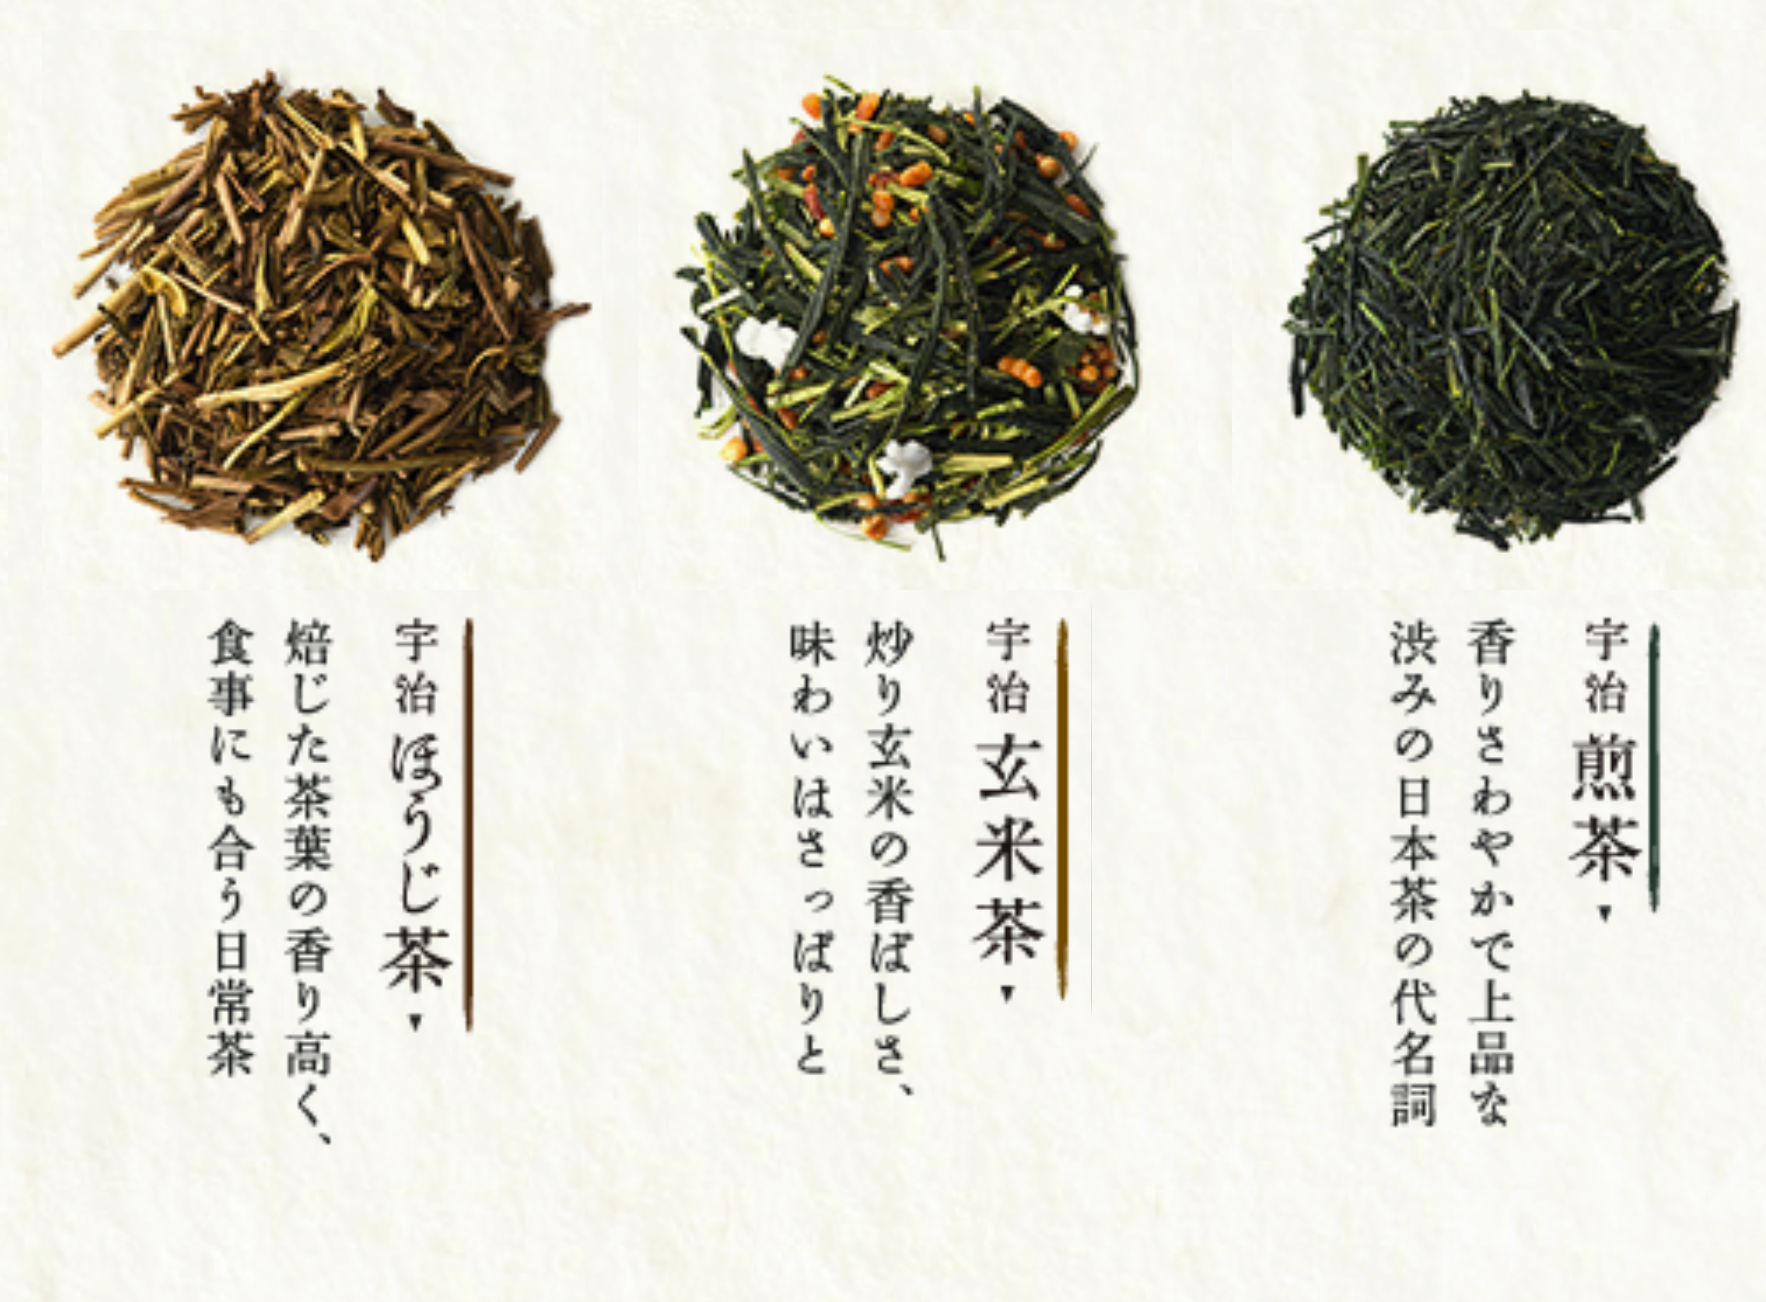 宇治 煎茶▼
香りさわやかで上品な
渋みの日本茶の代名詞
宇治 玄米茶▼
炒り玄米の香ばしさ、
味わいはさっぱりと
宇治 ほうじ茶▼
焙じた茶葉の香り高く、
食事にも合う日常茶